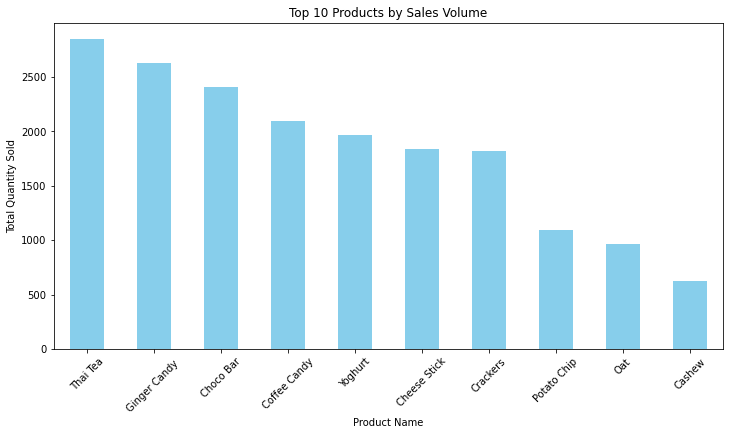 Top 10 Products by Sales Volume
Total Quantity Sold
2500
2000
1500
1000
500
0
Thai Tea
Ginger Candy
Choco Bar
Coffee Candy
Yoghurt
Cheese Stick
Crackers
Potato Chip
Oat
Cashew
Product Name